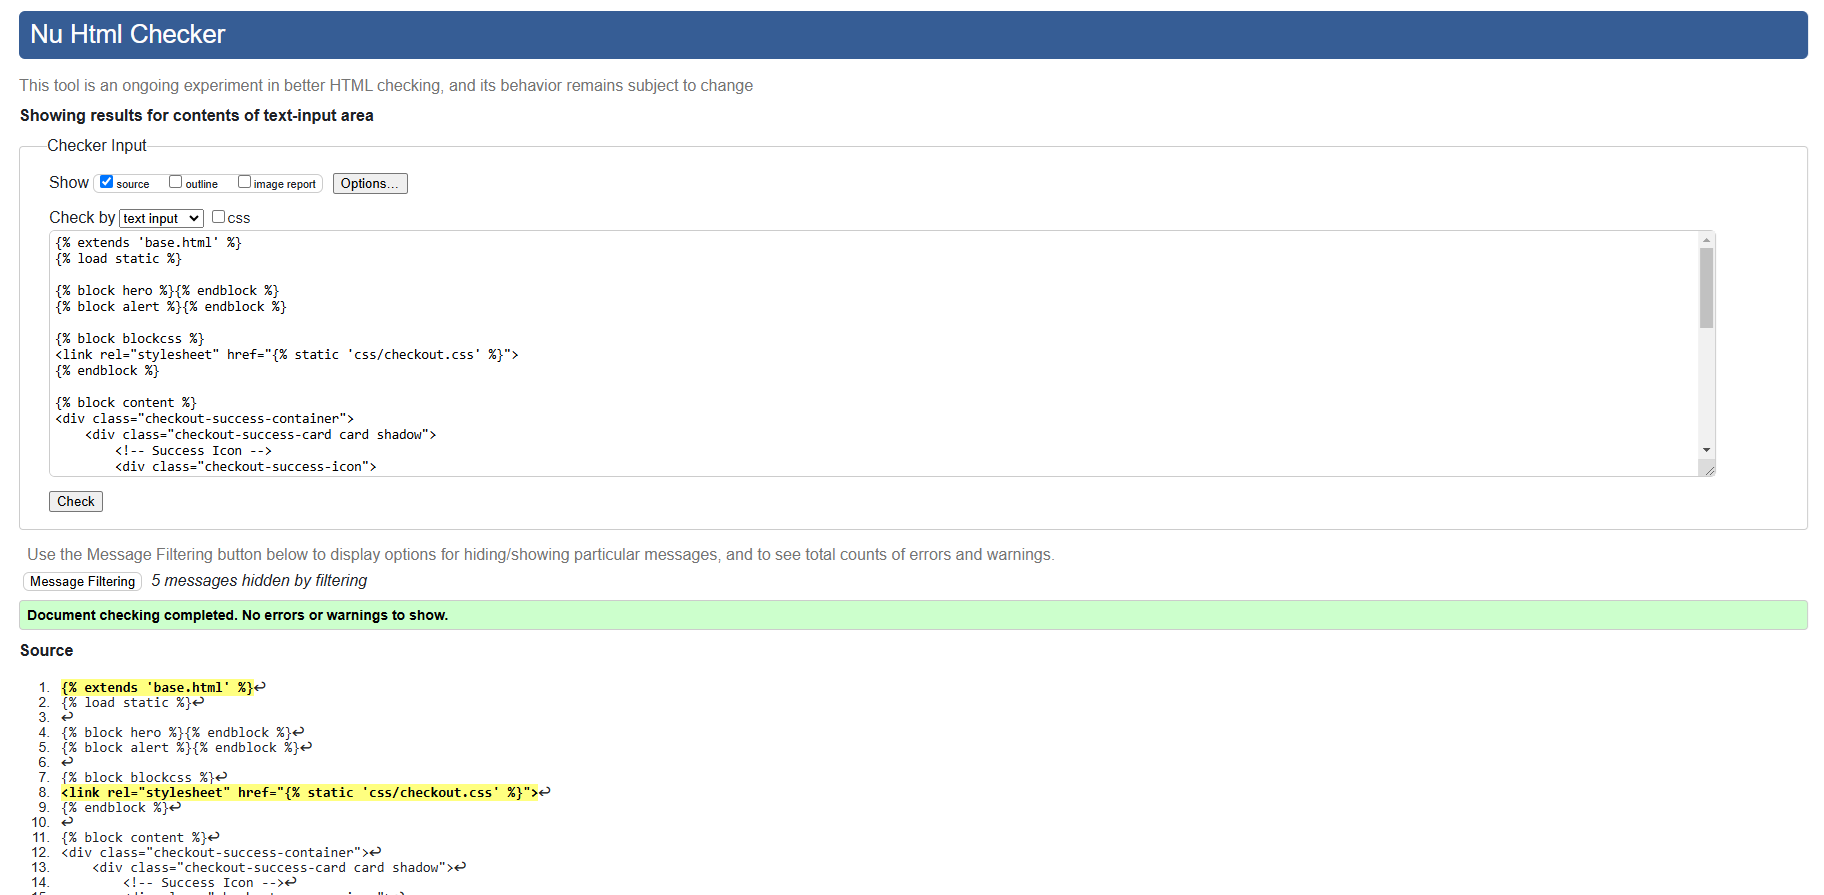 Nu Html Checker
This tool is an ongoing experiment in better HTML checking, and its behavior remains subject to change
Showing results for contents of text-input area
Checker Input
Show source outline image report Options...
Check by text input css
{% extends 'base.html' %}
{% load static %}
{% block hero %}{% endblock %}
{% block alert %}{% endblock %}
{% block blockcss %}
<link rel="stylesheet" href="{% static 'css/checkout.css' %}">
{% endblock %}
{% block content %}
<div class="checkout-success-container">
    <div class="checkout-success-card card shadow">
        <!-- Success Icon -->
        <div class="checkout-success-icon">
Check
Use the Message Filtering button below to display options for hiding/showing particular messages, and to see total counts of errors and warnings.
Message Filtering 5 messages hidden by filtering
Document checking completed. No errors or warnings to show.
Source
1. {% extends 'base.html' %}↩
2. {% load static %}↩
3. ↩
4. {% block hero %}{% endblock %}↩
5. {% block alert %}{% endblock %}↩
6. ↩
7. {% block blockcss %}↩
8. <link rel="stylesheet" href="{% static 'css/checkout.css' %}">↩
9. {% endblock %}↩
10. ↩
11. {% block content %}↩
12. <div class="checkout-success-container">↩
13.     <div class="checkout-success-card card shadow">↩
14.         <!-- Success Icon -->↩